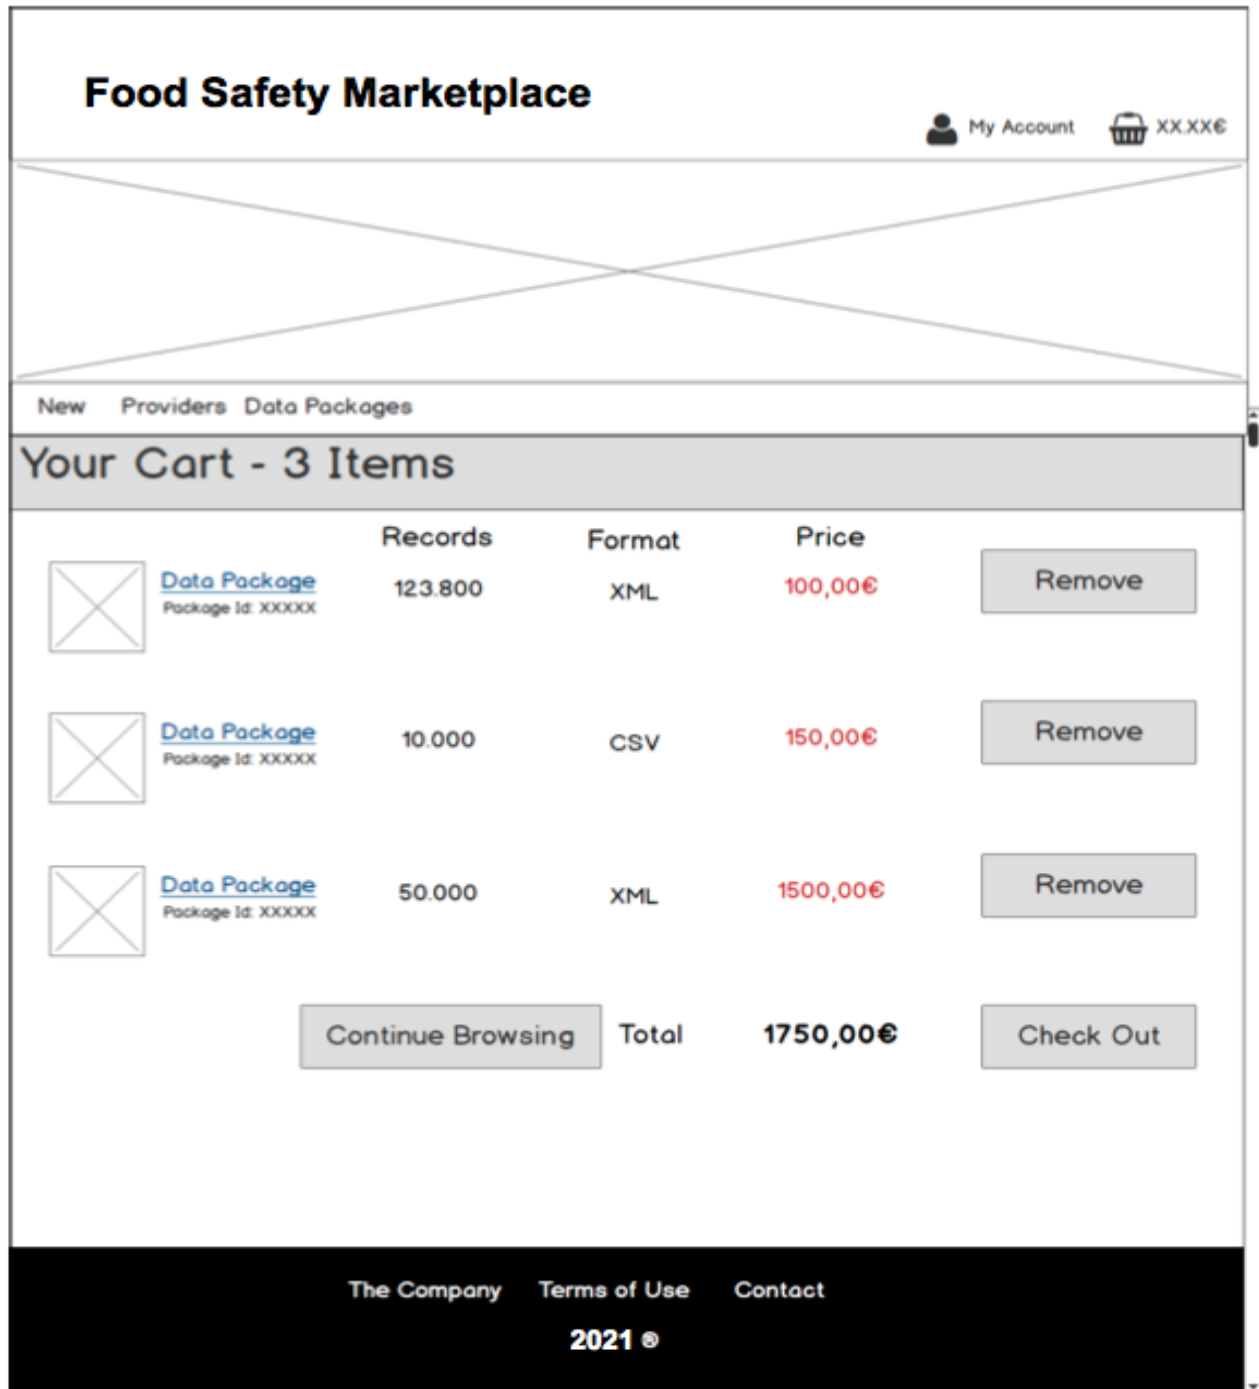 Food Safety Marketplace
My Account XX.XX€
New Providers Data Packages
Your Cart - 3 Items
Records Format Price
Data Package 123.800 XML 100,00€ Remove
Package Id: XXXXX
Data Package 10.000 CSV 150,00€ Remove
Package Id: XXXXX
Data Package 50.000 XML 1500,00€ Remove
Package Id: XXXXX
Continue Browsing Total 1750,00€ Check Out
The Company Terms of Use Contact
2021 ®